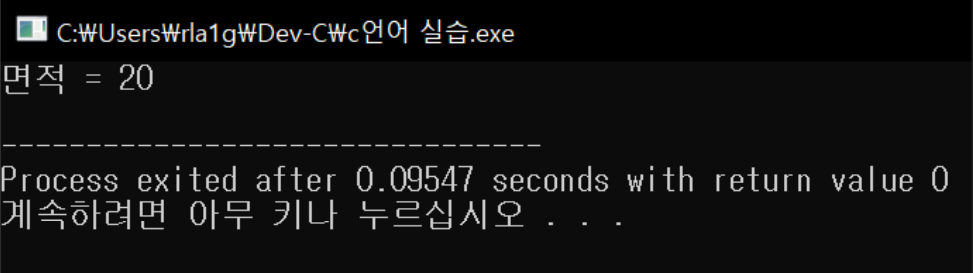 C:₩Users₩rla1g₩Dev-C₩c언어 실습.exe
면적 = 20
--------------------------------
Process exited after 0.09547 seconds with return value 0
계속하려면 아무 키나 누르십시오 . . .